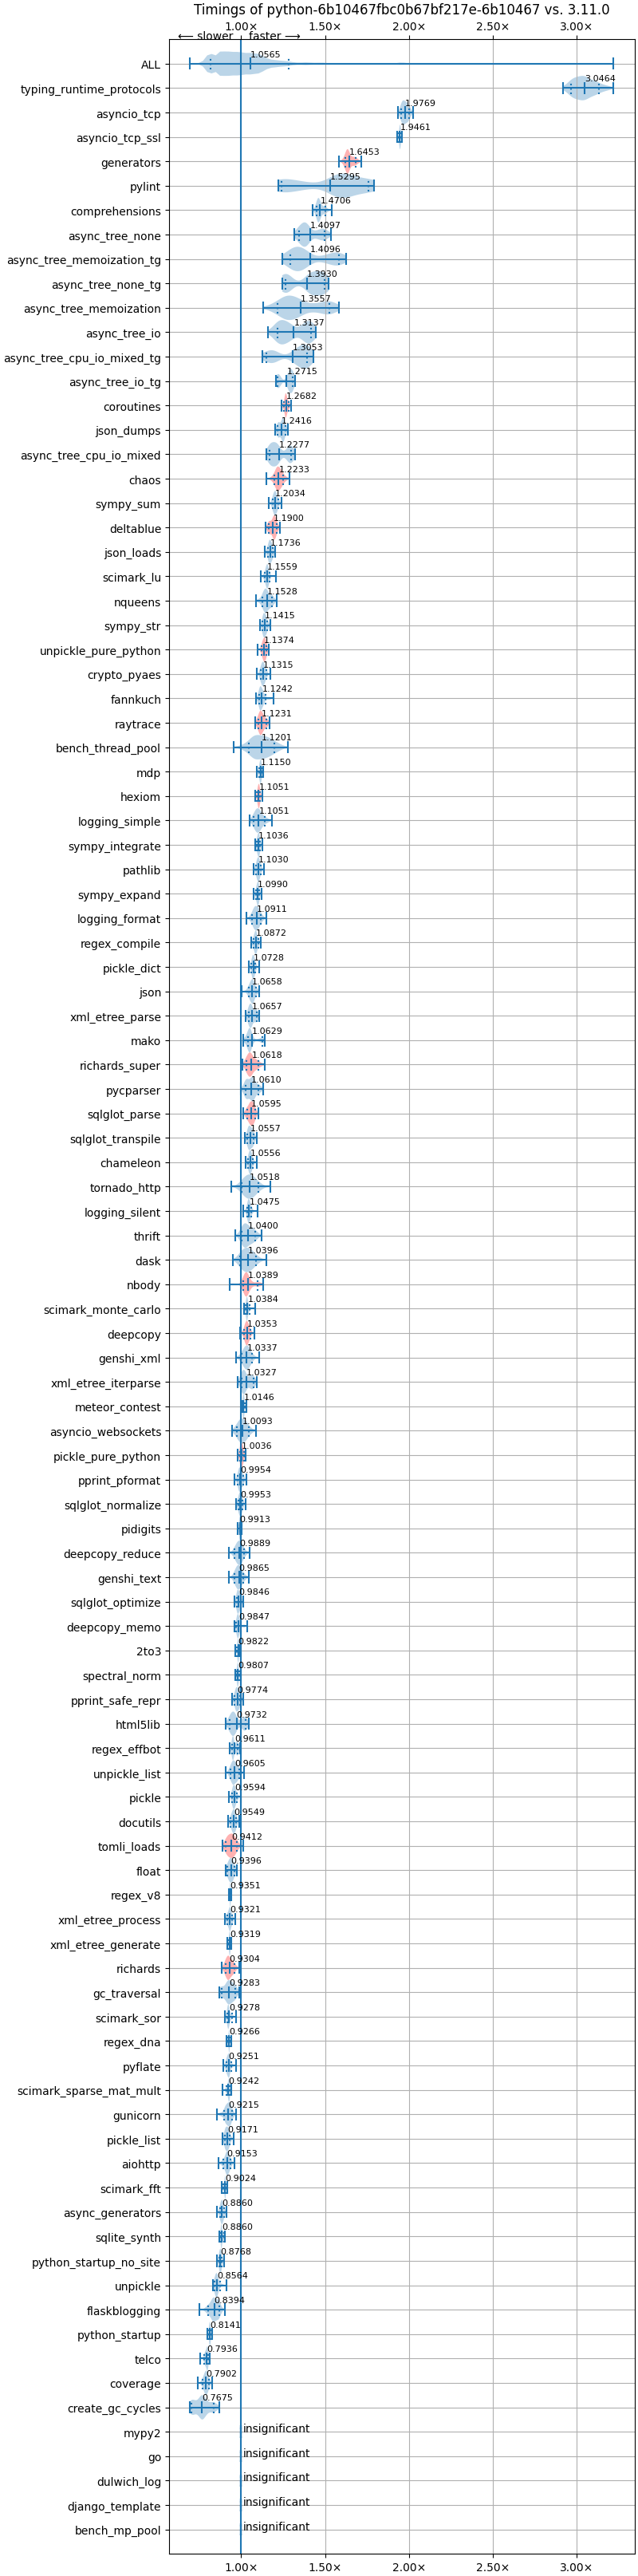 Timings of python-6b10467fbc0b67bf217e-6b10467 vs. 3.11.0
1.00× 1.50× 2.00× 2.50× 3.00×
⟵ slower faster ⟶
ALL 1.0565
typing_runtime_protocols 3.0464
asyncio_tcp 1.9769
asyncio_tcp_ssl 1.9461
generators 1.6453
pylint 1.5295
comprehensions 1.4706
async_tree_none 1.4097
async_tree_memoization_tg 1.4096
async_tree_none_tg 1.3930
async_tree_memoization 1.3557
async_tree_io 1.3137
async_tree_cpu_io_mixed_tg 1.3053
async_tree_io_tg 1.2715
coroutines 1.2682
json_dumps 1.2416
async_tree_cpu_io_mixed 1.2277
chaos 1.2233
sympy_sum 1.2034
deltablue 1.1900
json_loads 1.1736
scimark_lu 1.1559
nqueens 1.1528
sympy_str 1.1415
unpickle_pure_python 1.1374
crypto_pyaes 1.1315
fannkuch 1.1242
raytrace 1.1231
bench_thread_pool 1.1201
mdp 1.1150
hexiom 1.1051
logging_simple 1.1051
sympy_integrate 1.1036
pathlib 1.1030
sympy_expand 1.0990
logging_format 1.0911
regex_compile 1.0872
pickle_dict 1.0728
json 1.0658
xml_etree_parse 1.0657
mako 1.0629
richards_super 1.0618
pycparser 1.0610
sqlglot_parse 1.0595
sqlglot_transpile 1.0557
chameleon 1.0556
tornado_http 1.0518
logging_silent 1.0475
thrift 1.0400
dask 1.0396
nbody 1.0389
scimark_monte_carlo 1.0384
deepcopy 1.0353
genshi_xml 1.0337
xml_etree_iterparse 1.0327
meteor_contest 1.0146
asyncio_websockets 1.0093
pickle_pure_python 1.0036
pprint_pformat 0.9954
sqlglot_normalize 0.9953
pidigits 0.9913
deepcopy_reduce 0.9889
genshi_text 0.9865
sqlglot_optimize 0.9846
deepcopy_memo 0.9847
2to3 0.9822
spectral_norm 0.9807
pprint_safe_repr 0.9774
html5lib 0.9732
regex_effbot 0.9611
unpickle_list 0.9605
pickle 0.9594
docutils 0.9549
tomli_loads 0.9412
float 0.9396
regex_v8 0.9351
xml_etree_process 0.9321
xml_etree_generate 0.9319
richards 0.9304
gc_traversal 0.9283
scimark_sor 0.9278
regex_dna 0.9266
pyflate 0.9251
scimark_sparse_mat_mult 0.9242
gunicorn 0.9215
pickle_list 0.9171
aiohttp 0.9153
scimark_fft 0.9024
async_generators 0.8860
sqlite_synth 0.8860
python_startup_no_site 0.8768
unpickle 0.8564
flaskblogging 0.8394
python_startup 0.8141
telco 0.7936
coverage 0.7902
create_gc_cycles 0.7675
mypy2 insignificant
go insignificant
dulwich_log insignificant
django_template insignificant
bench_mp_pool insignificant
1.00× 1.50× 2.00× 2.50× 3.00×